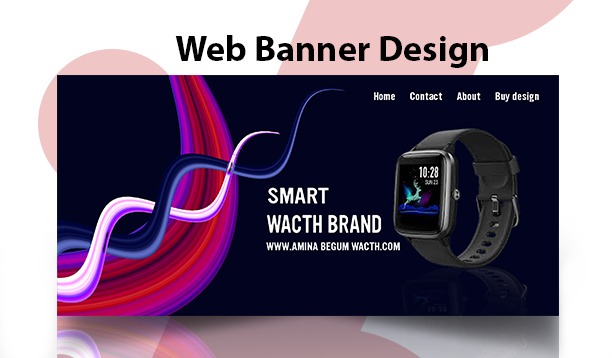 Web Banner Design
Home Contact About Buy design
10:28
SUN 23
SMART
WACTH BRAND
WWW.AMINA BEGUM WACTH.COM